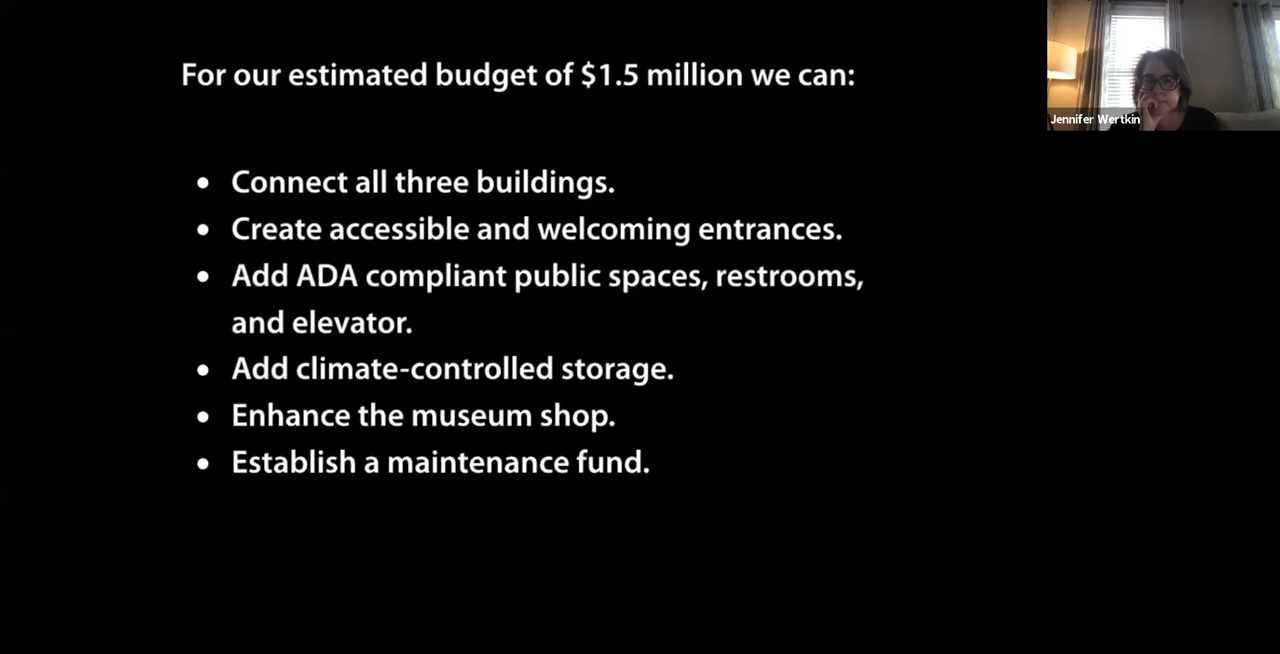 For our estimated budget of $1.5 million we can:
• Connect all three buildings.
• Create accessible and welcoming entrances.
• Add ADA compliant public spaces, restrooms,
and elevator.
• Add climate-controlled storage.
• Enhance the museum shop.
• Establish a maintenance fund.
Jennifer Wertkin